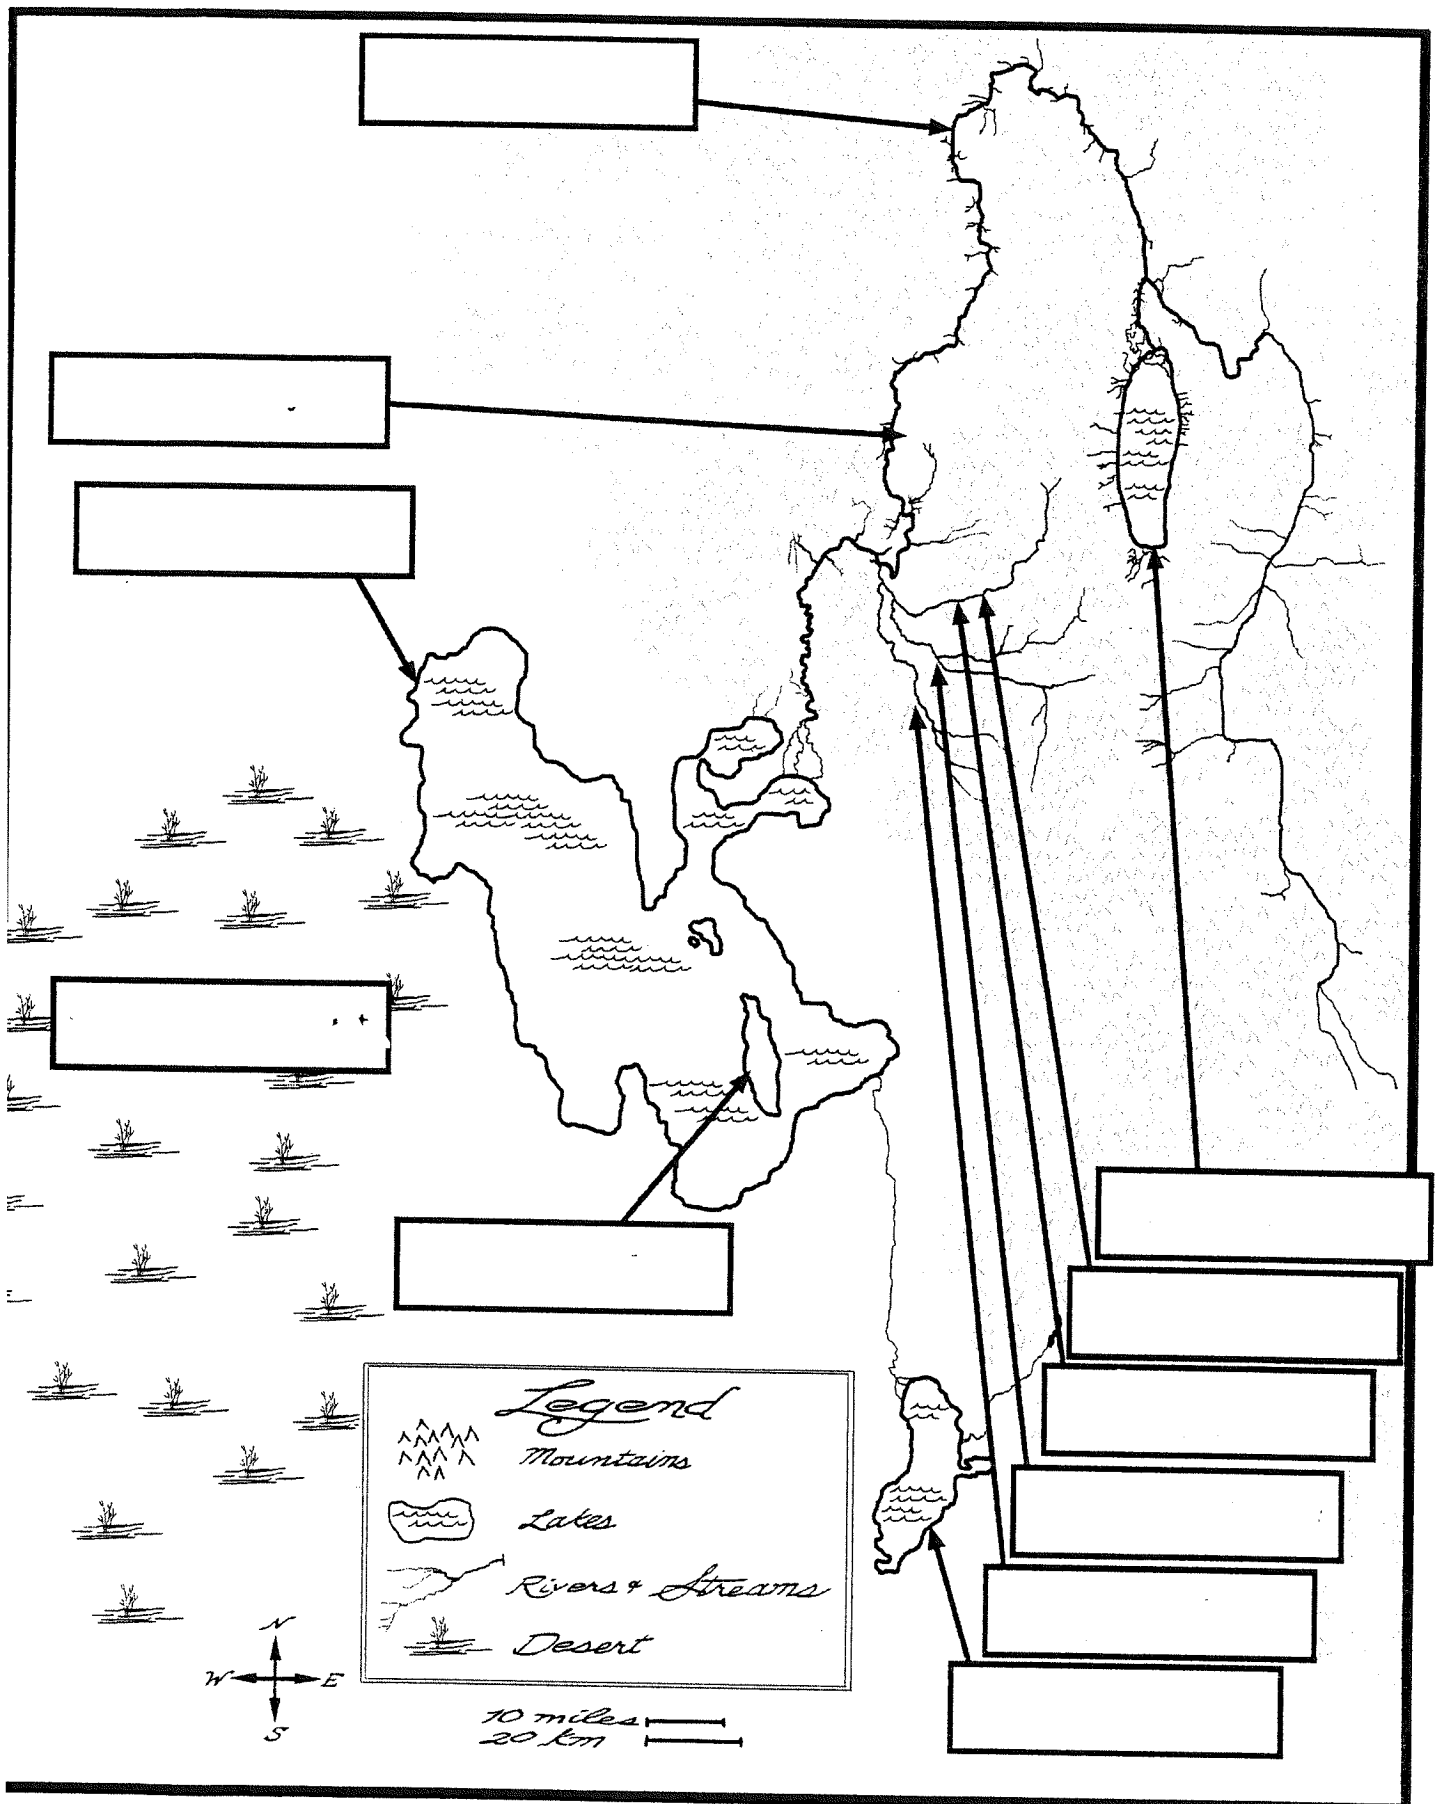 Legend
Mountains
Lakes
Rivers & Streams
Desert
N
W E
S
10 miles
20 km